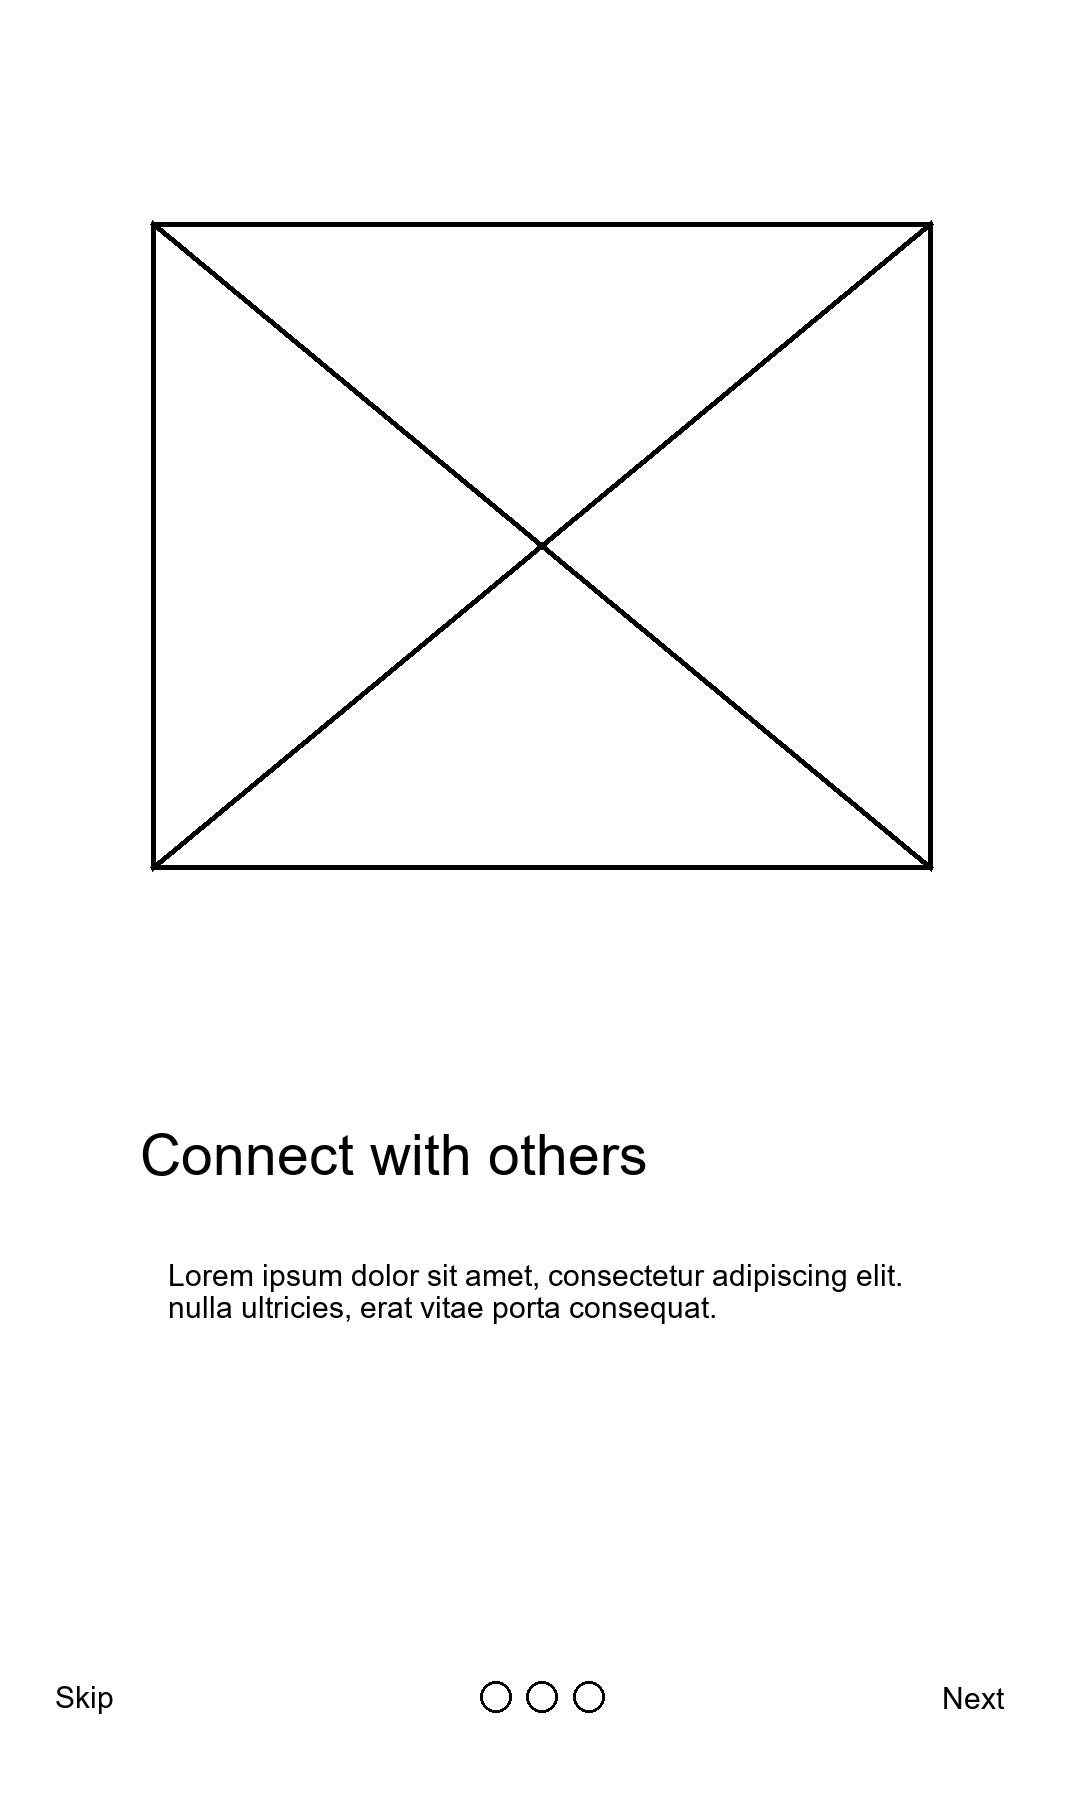 Connect with others
Lorem ipsum dolor sit amet, consectetur adipiscing elit.
nulla ultricies, erat vitae porta consequat.
Skip
Next